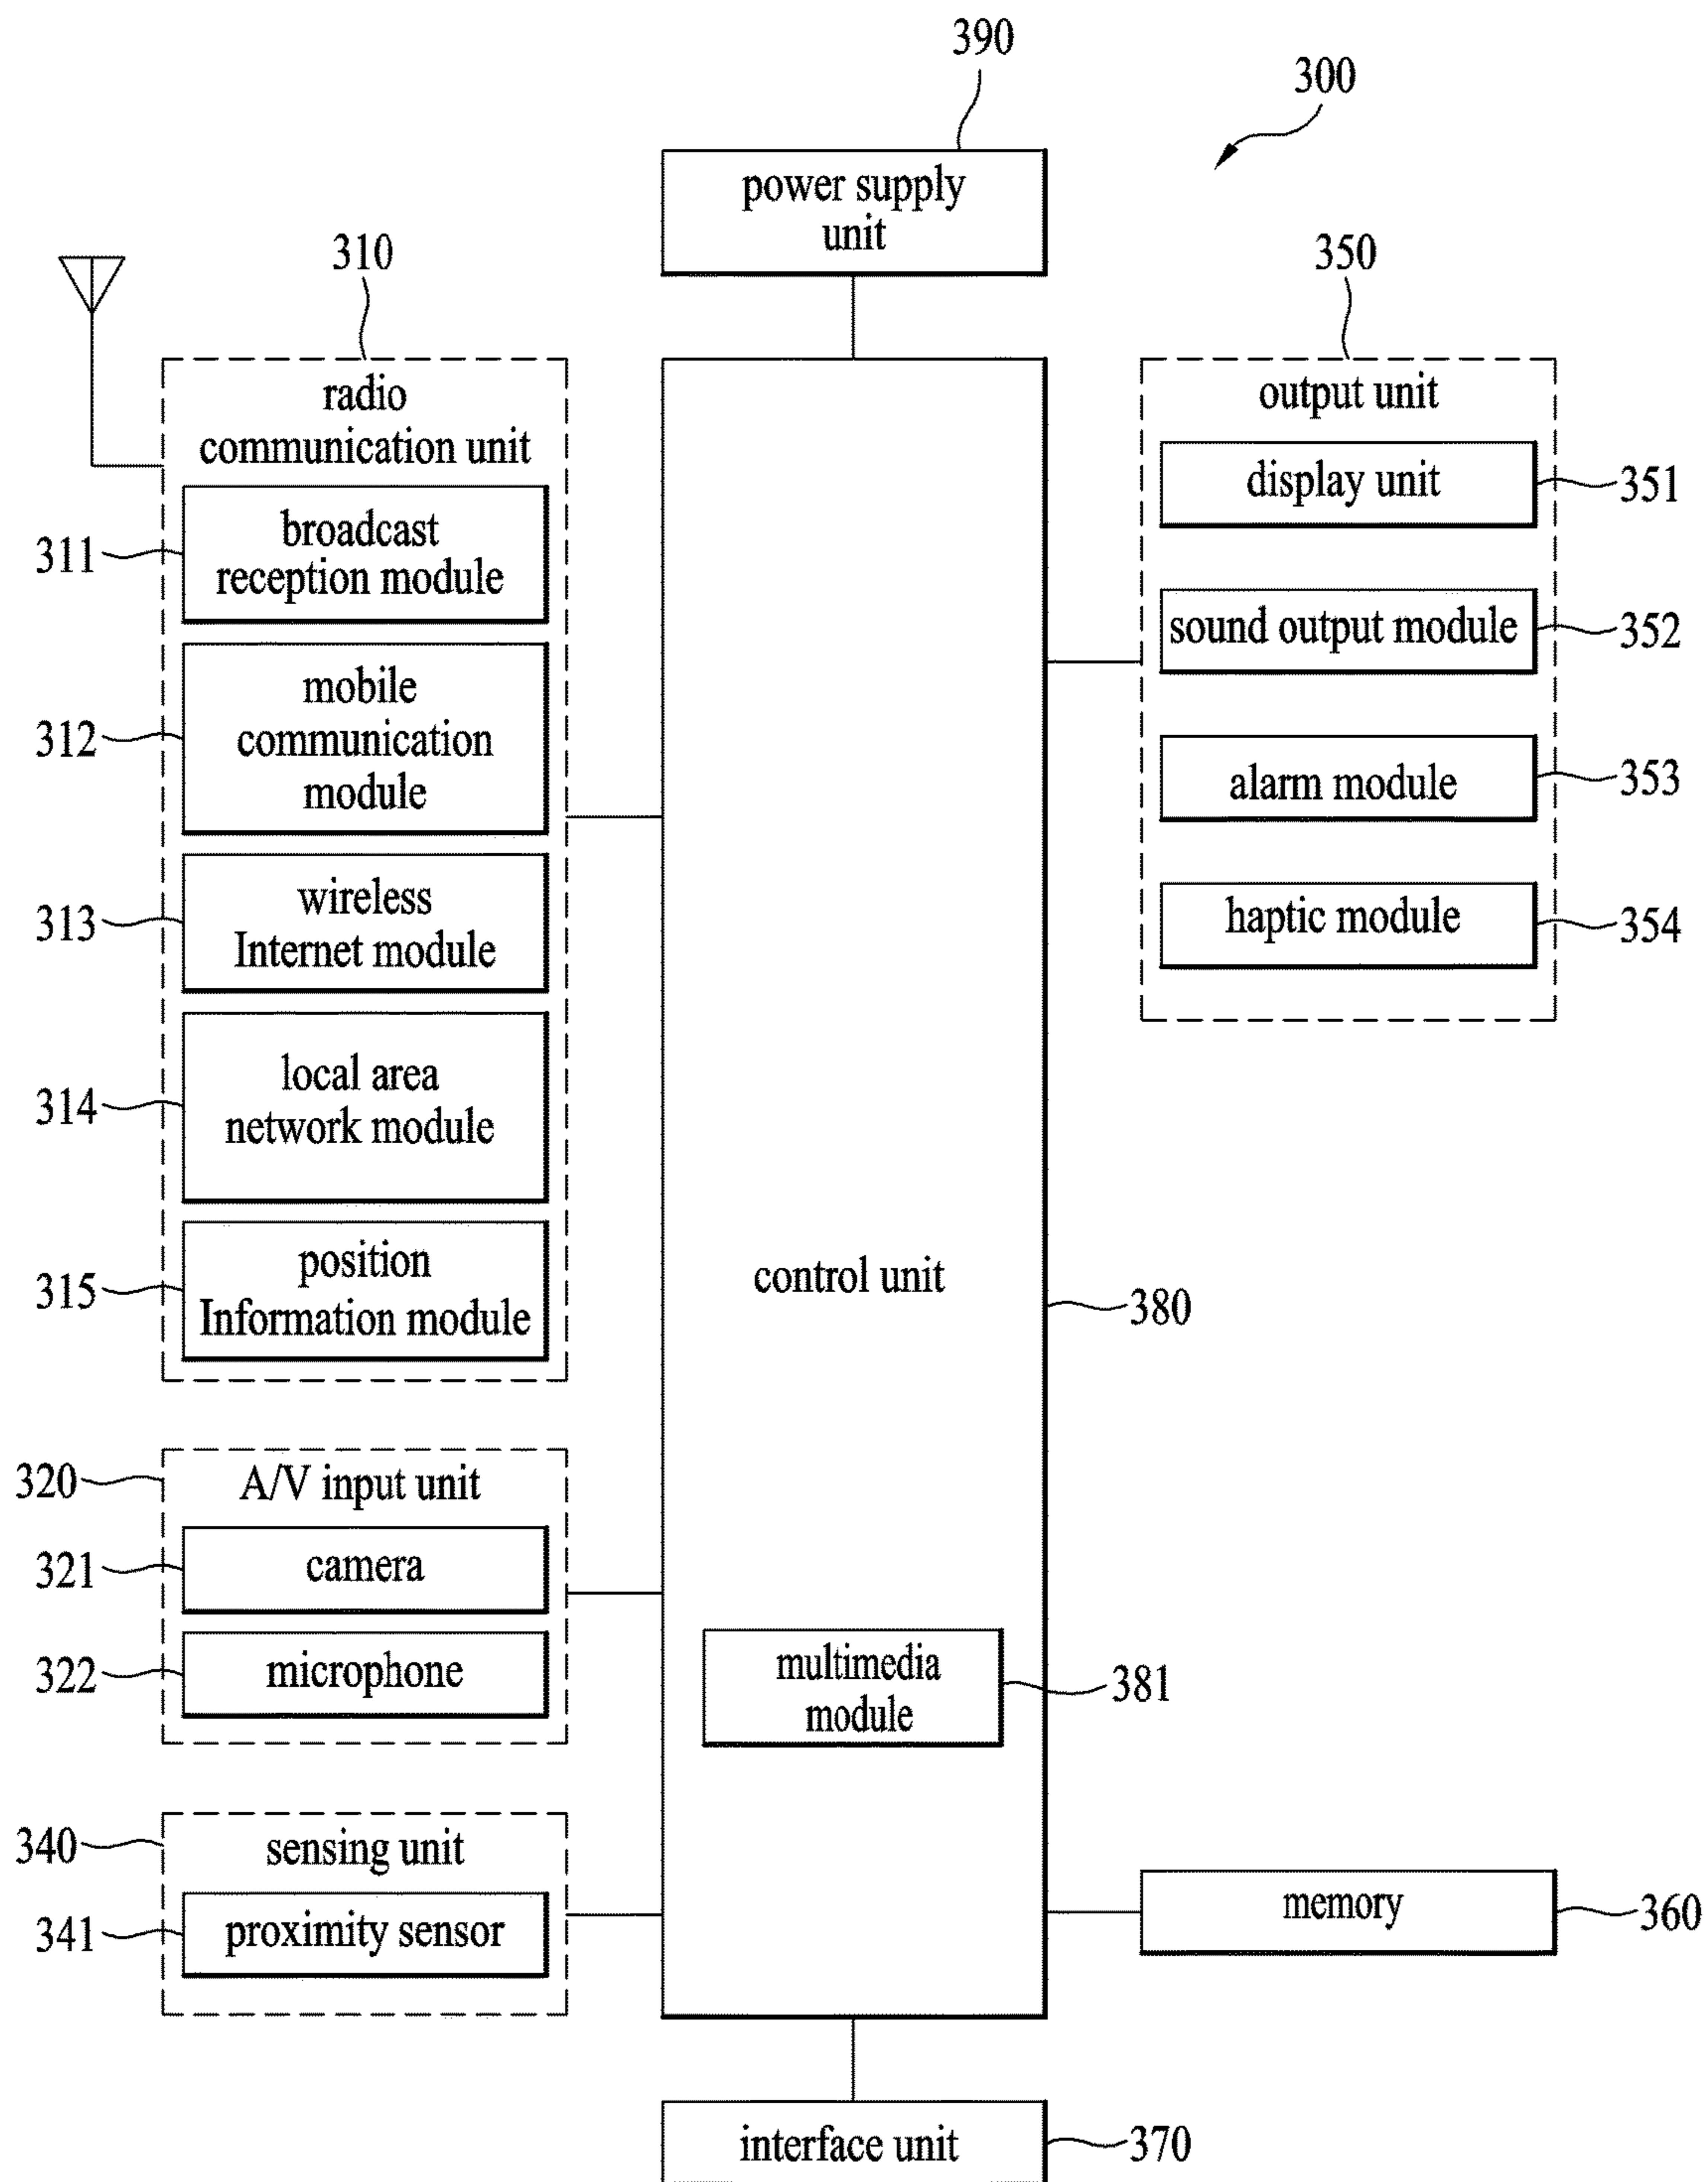 390
300
power supply
unit
310
350
radio
communication unit
311
broadcast
reception module
312
mobile
communication
module
313
wireless
Internet module
314
local area
network module
315
position
Information module
output unit
display unit
351
sound output module
352
alarm module
353
haptic module
354
control unit
380
320
A/V input unit
321
camera
322
microphone
multimedia
module
381
340
sensing unit
341
proximity sensor
memory
360
interface unit
370